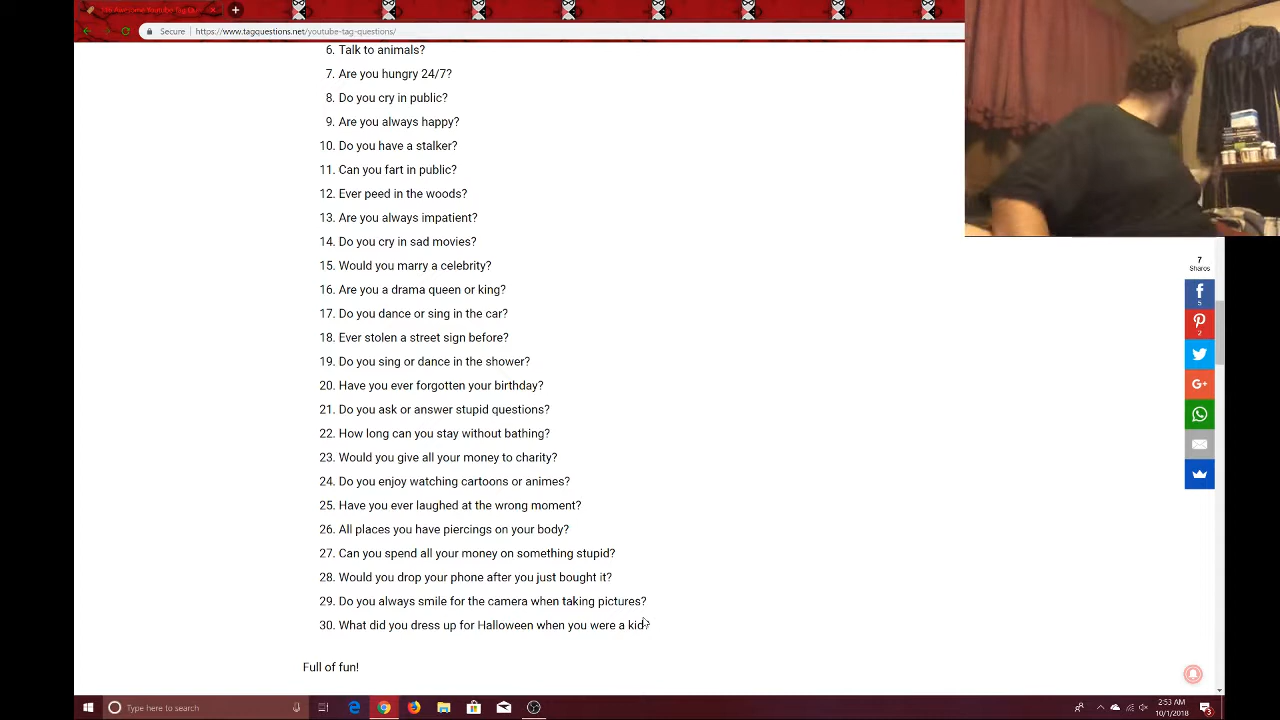 Secure
https://www.tagquestions.net/youtube-tag-questions/
6. Talk to animals?
7. Are you hungry 24/7?
8. Do you cry in public?
9. Are you always happy?
10. Do you have a stalker?
11. Can you fart in public?
12. Ever peed in the woods?
13. Are you always impatient?
14. Do you cry in sad movies?
15. Would you marry a celebrity?
16. Are you a drama queen or king?
17. Do you dance or sing in the car?
18. Ever stolen a street sign before?
19. Do you sing or dance in the shower?
20. Have you ever forgotten your birthday?
21. Do you ask or answer stupid questions?
22. How long can you stay without bathing?
23. Would you give all your money to charity?
24. Do you enjoy watching cartoons or animes?
25. Have you ever laughed at the wrong moment?
26. All places you have piercings on your body?
27. Can you spend all your money on something stupid?
28. Would you drop your phone after you just bought it?
29. Do you always smile for the camera when taking pictures?
30. What did you dress up for Halloween when you were a kid?
Full of fun!
7
Shares
5
2
G+
Type here to search
2:53 AM
10/1/2018